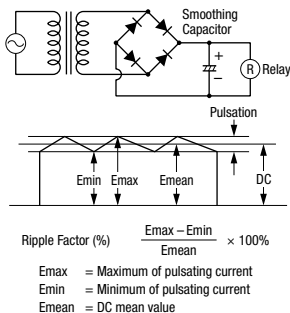 Smoothing
Capacitor
+
−
R Relay
Pulsation
Emin Emax Emean DC
Ripple Factor (%) Emax – Emin / Emean × 100%
Emax = Maximum of pulsating current
Emin = Minimum of pulsating current
Emean = DC mean value